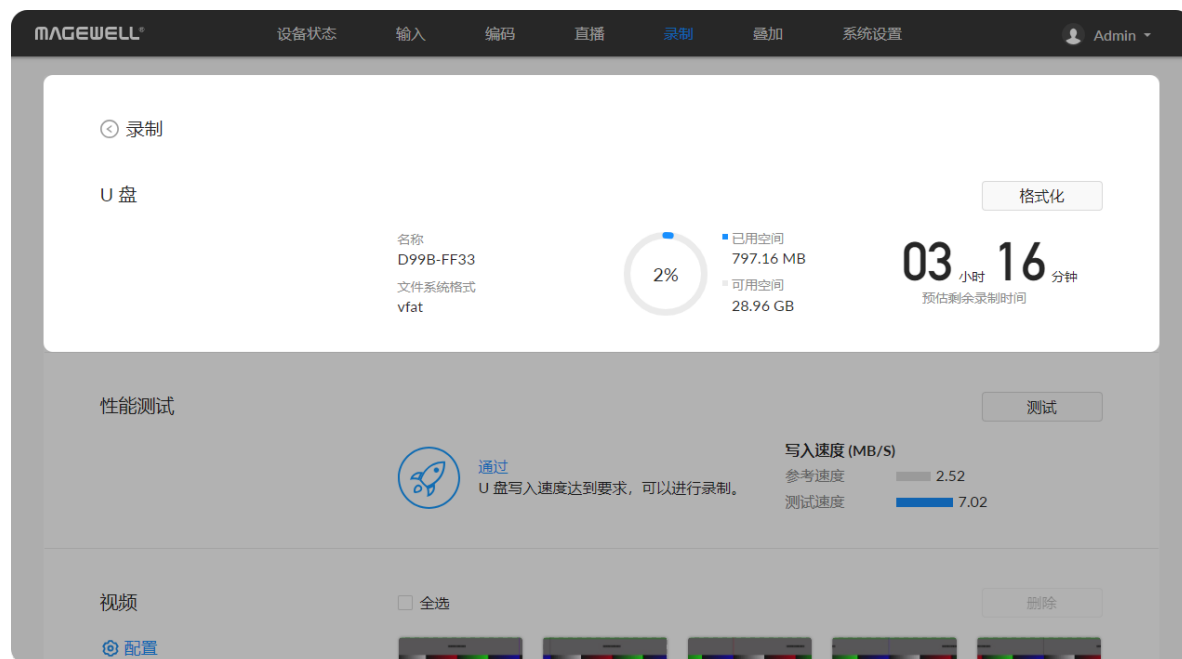 MAGEWELL® 设备状态 输入 编码 直播 录制 叠加 系统设置 Admin
录制
U 盘 格式化
名称
D99B-FF33
文件系统格式
vfat
2%
已用空间
797.16 MB
可用空间
28.96 GB
03 小时 16 分钟
预估剩余录制时间
性能测试 测试
通过
U 盘写入速度达到要求，可以进行录制。
写入速度 (MB/S)
参考速度 2.52
测试速度 7.02
视频 全选 删除
配置